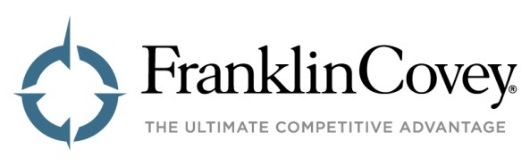 FranklinCovey®
THE ULTIMATE COMPETITIVE ADVANTAGE